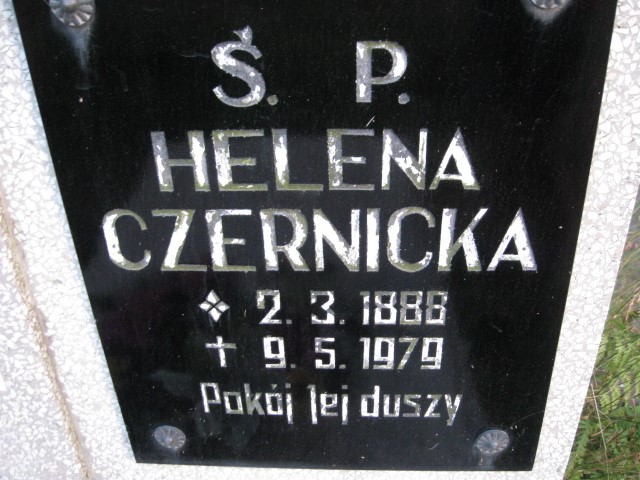 Ś. P.
HELENA
CZERNICKA
2. 3. 1888
† 9. 5. 1979
Pokój Jej duszy